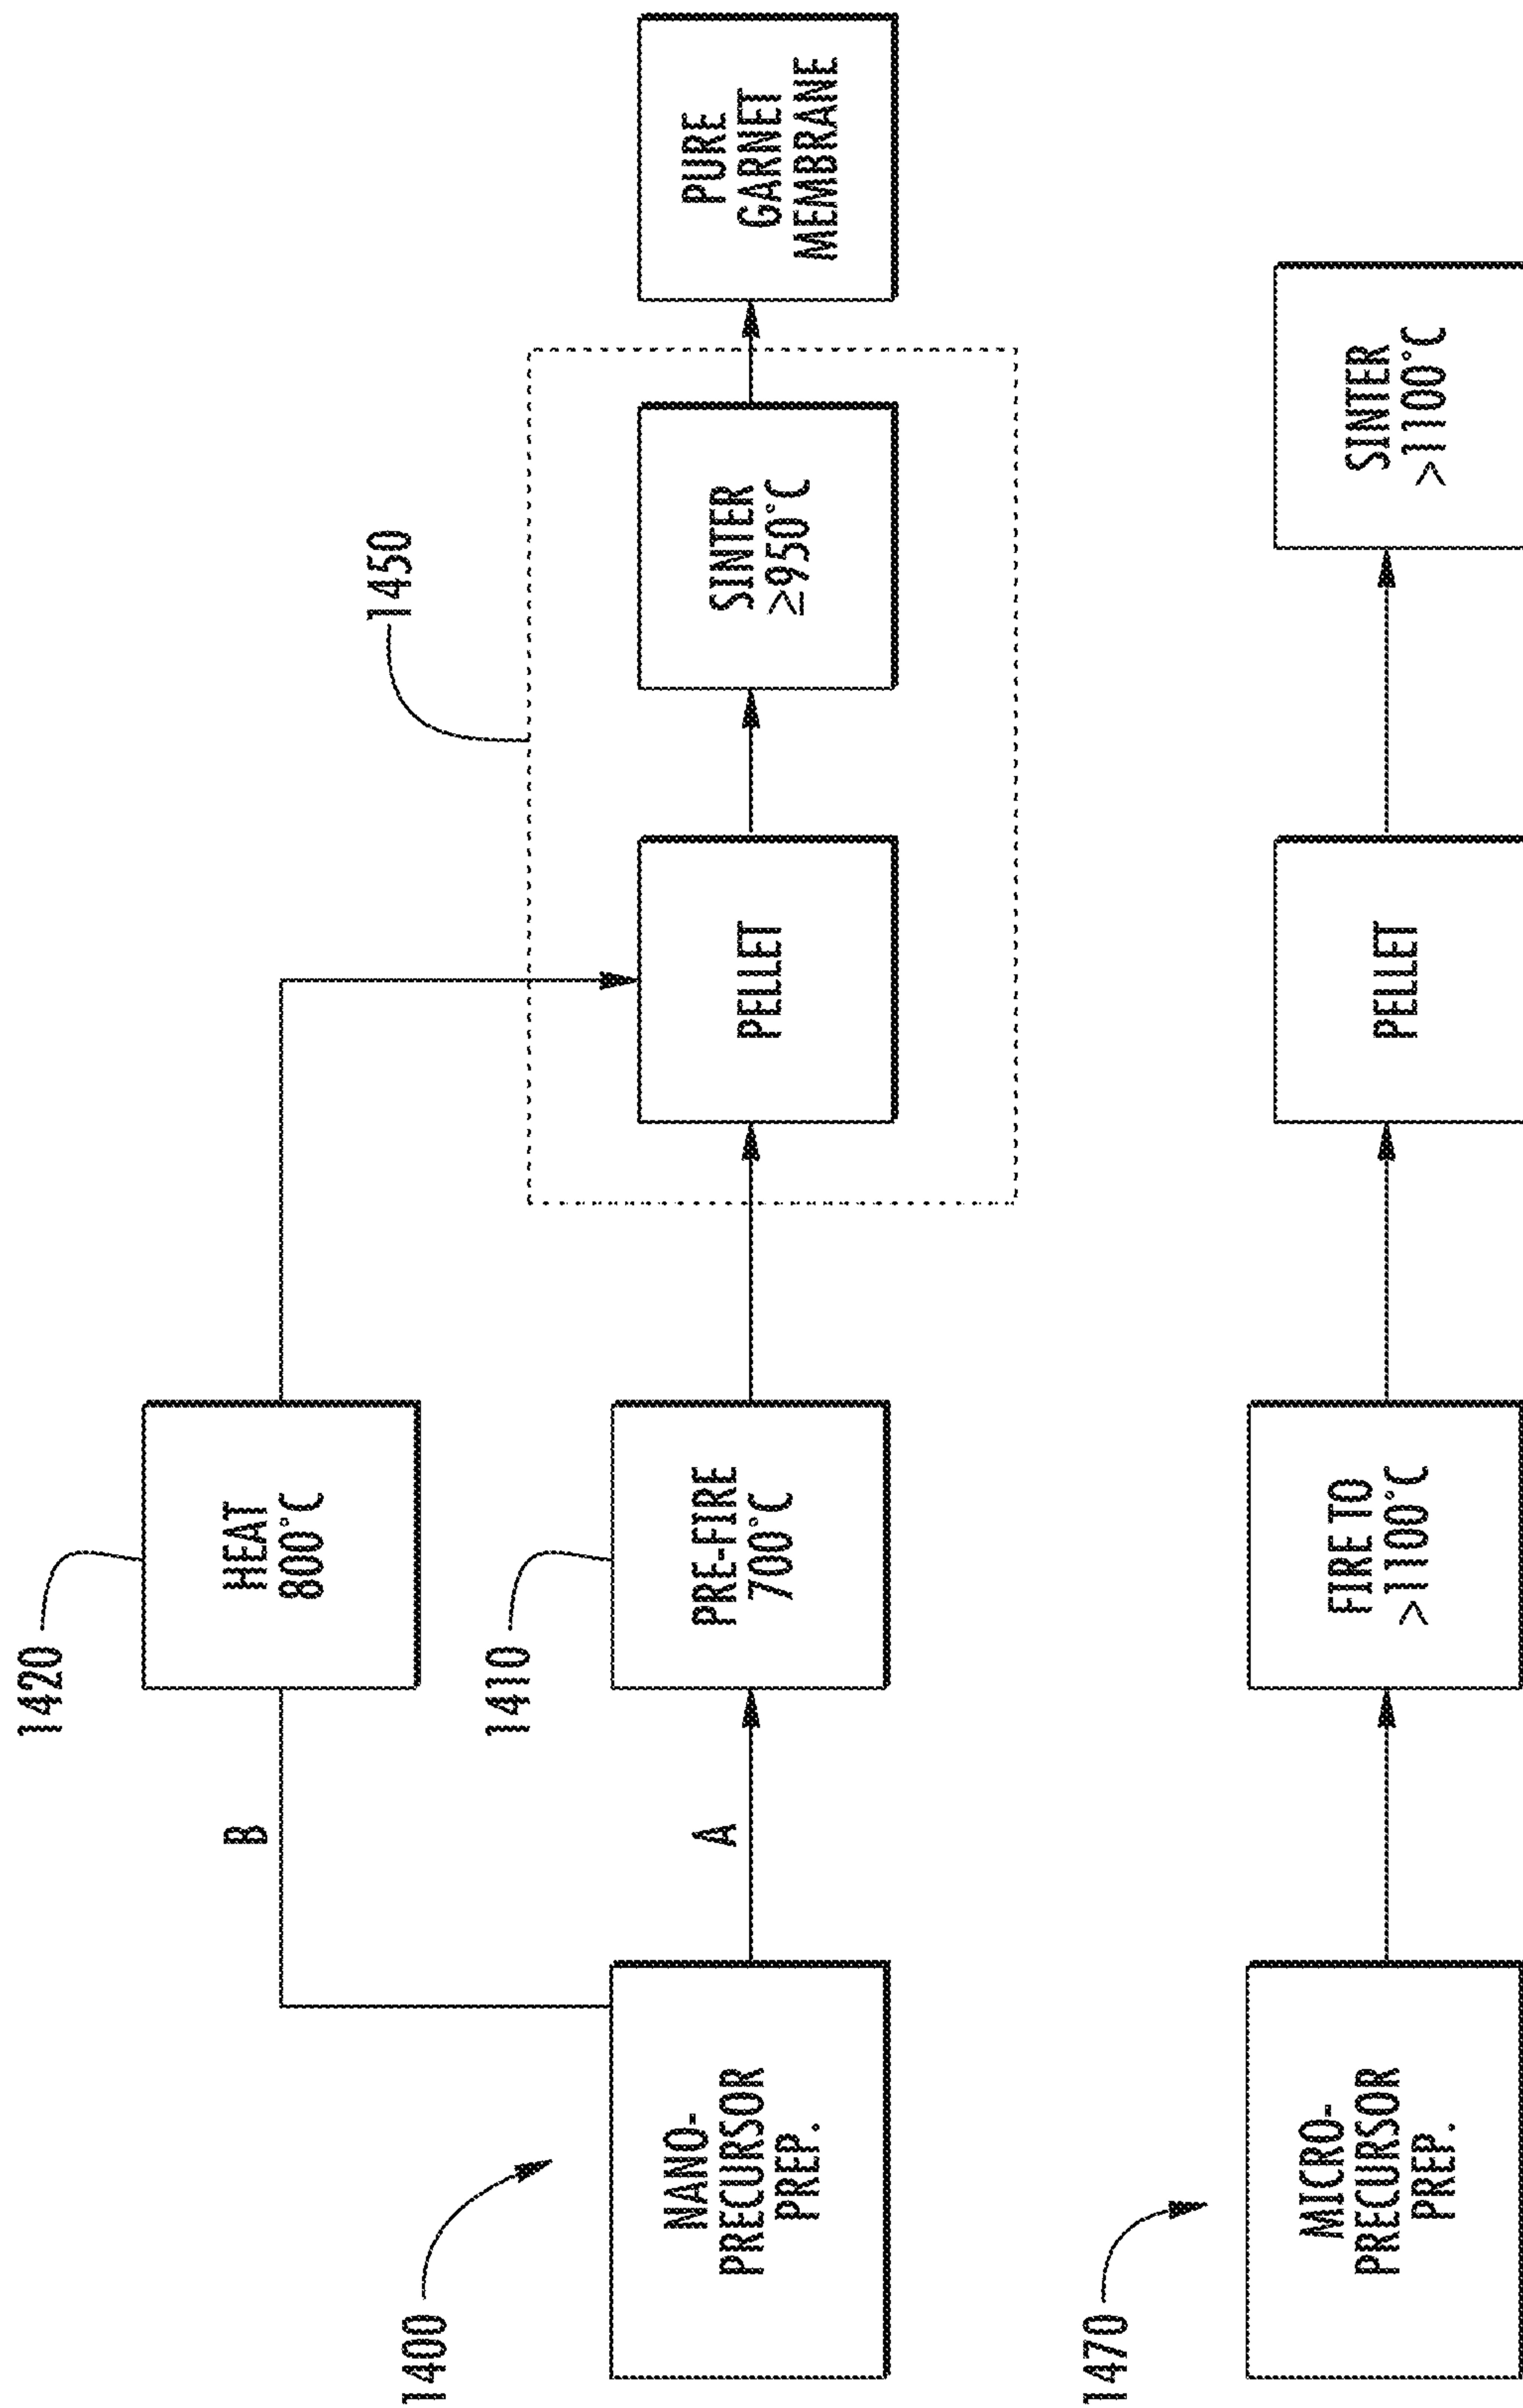 1420
HEAT
800°C
B
1450
1410
PRE-FIRE
700°C
A
1400
NANO-
PRECURSOR
PREP.
PELLET
SINTER
≥950°C
PURE
GARNET
MEMBRANE
1470
MICRO-
PRECURSOR
PREP.
FIRE TO
>1100°C
PELLET
SINTER
>1100°C